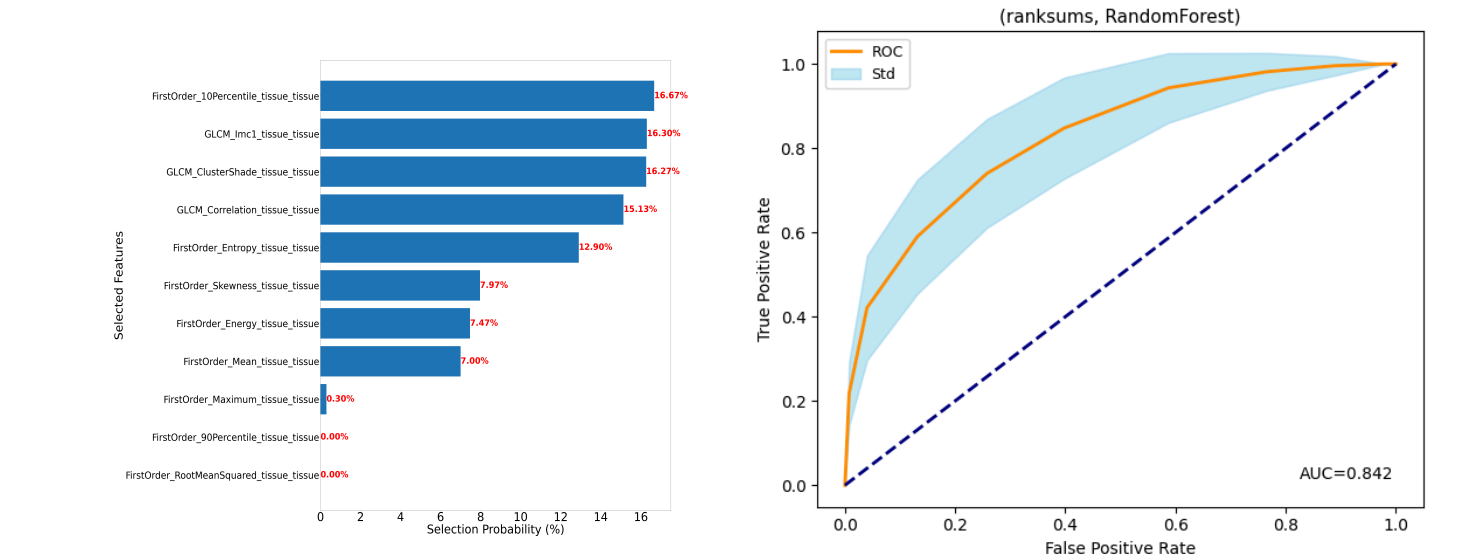 FirstOrder_10Percentile_tissue_tissue 16.67%
GLCM_Imc1_tissue_tissue 16.30%
GLCM_ClusterShade_tissue_tissue 16.27%
GLCM_Correlation_tissue_tissue 15.13%
FirstOrder_Entropy_tissue_tissue 12.90%
FirstOrder_Skewness_tissue_tissue 7.97%
FirstOrder_Energy_tissue_tissue 7.47%
FirstOrder_Mean_tissue_tissue 7.00%
FirstOrder_Maximum_tissue_tissue 0.30%
FirstOrder_90Percentile_tissue_tissue 0.00%
FirstOrder_RootMeanSquared_tissue_tissue 0.00%
Selected Features
0 2 4 6 8 10 12 14 16
Selection Probability (%)
(ranksums, RandomForest)
ROC
Std
1.0
0.8
0.6
0.4
0.2
0.0
True Positive Rate
AUC=0.842
0.0 0.2 0.4 0.6 0.8 1.0
False Positive Rate